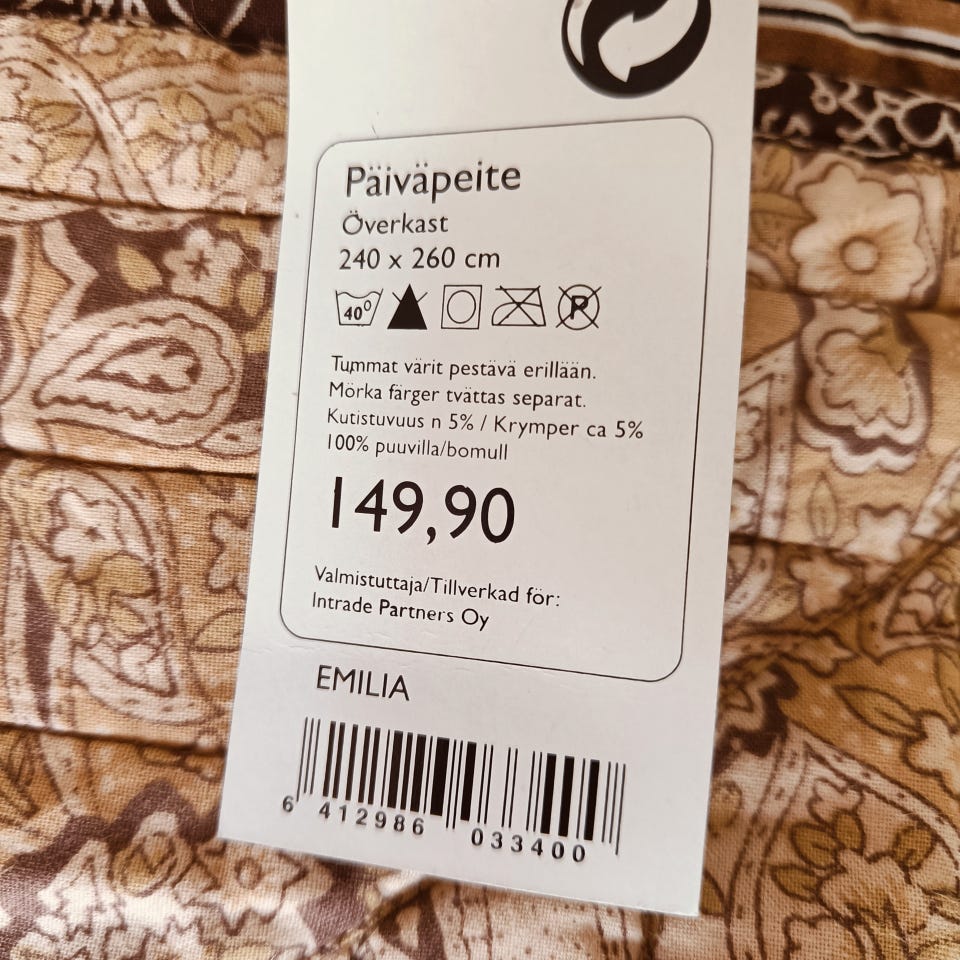 Päiväpeite
Överkast
240 x 260 cm
40°
P
Tummat värit pestävä erillään.
Mörka färger tvättas separat.
Kutistuvuus n 5% / Krymper ca 5%
100% puuvilla/bomull
149,90
Valmistuttaja/Tillverkad för:
Intrade Partners Oy
EMILIA
6 412986 033400